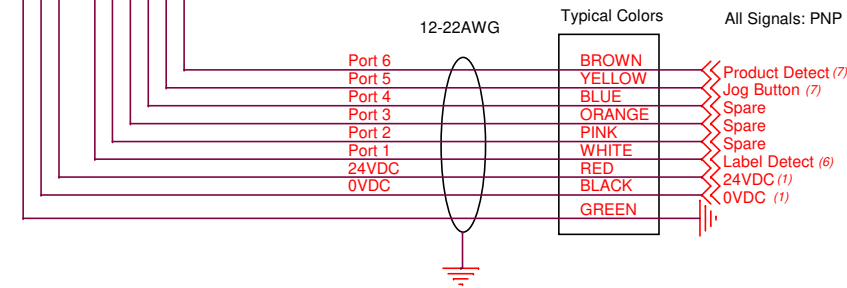 Typical Colors
All Signals: PNP
12-22AWG
Port 6 BROWN Product Detect (7)
Port 5 YELLOW Jog Button (7)
Port 4 BLUE Spare
Port 3 ORANGE Spare
Port 2 PINK Spare
Port 1 WHITE Label Detect (6)
24VDC RED 24VDC (1)
0VDC BLACK 0VDC (1)
GREEN